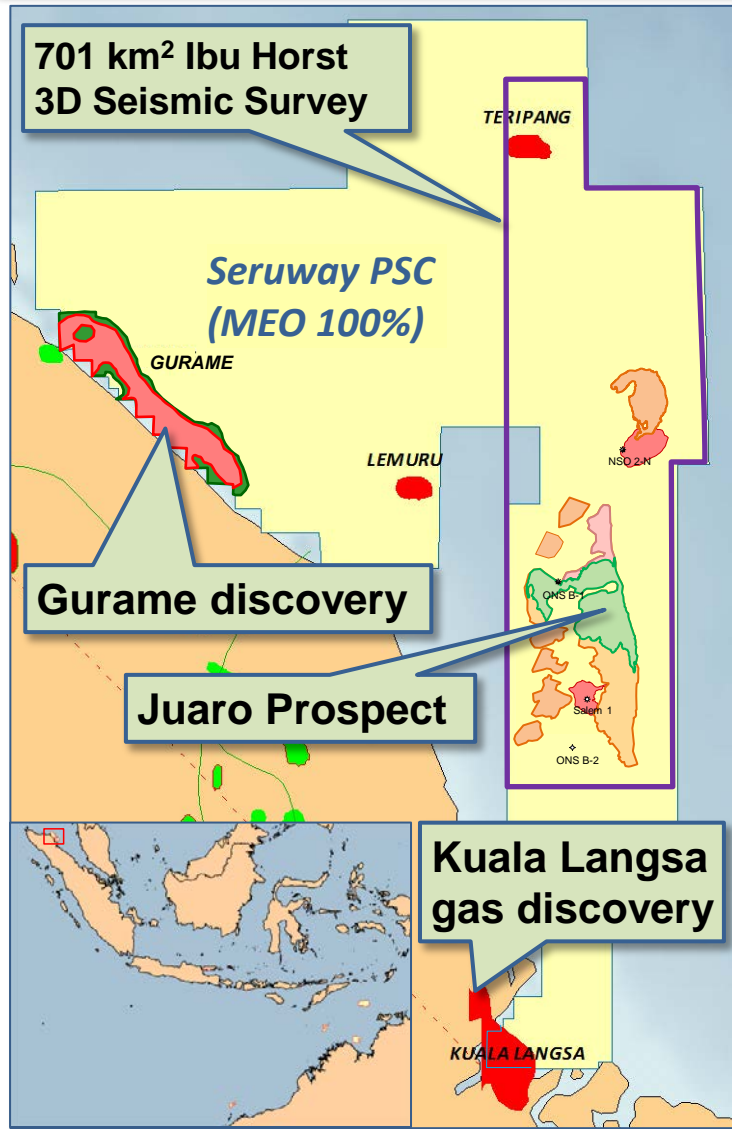 701 km² Ibu Horst
3D Seismic Survey
TERIPANG
Seruway PSC
(MEO 100%)
GURAME
NSO 2-N
LEMURU
Gurame discovery
ONS B-1
Juaro Prospect
Salem 1
ONS B-2
Kuala Langsa
gas discovery
KUALA LANGSA